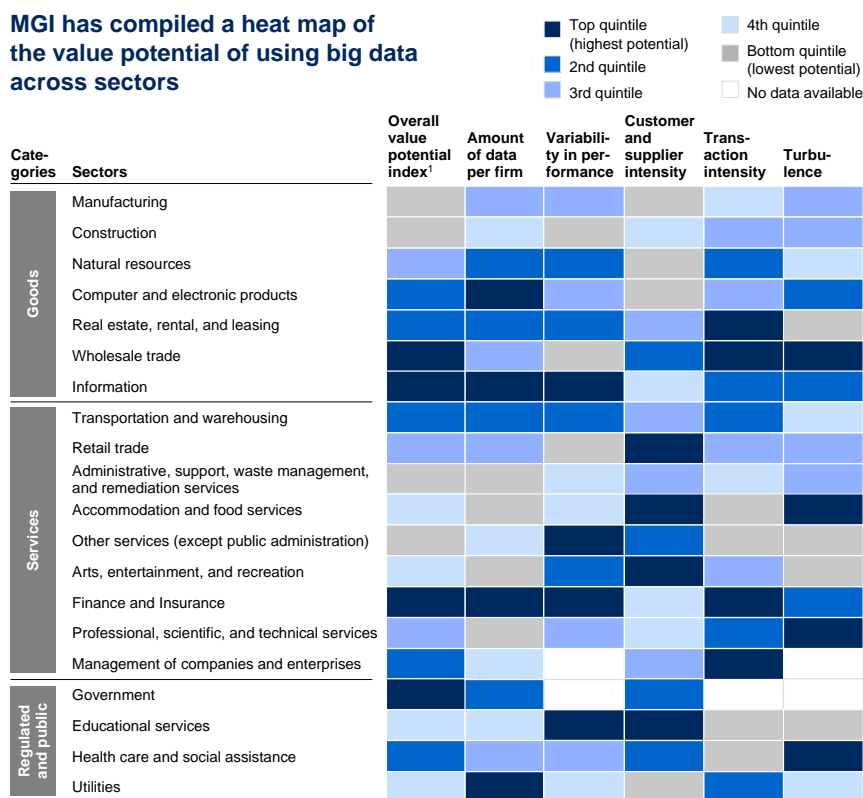 MGI has compiled a heat map of
the value potential of using big data
across sectors
Top quintile
(highest potential)
2nd quintile
3rd quintile
4th quintile
Bottom quintile
(lowest potential)
No data available
Cate-
gories
Sectors
Overall
value
potential
index1
Amount
of data
per firm
Variabili-
ty in per-
formance
Customer
and
supplier
intensity
Trans-
action
intensity
Turbu-
lence
Goods
Manufacturing
Construction
Natural resources
Computer and electronic products
Real estate, rental, and leasing
Wholesale trade
Information
Services
Transportation and warehousing
Retail trade
Administrative, support, waste management,
and remediation services
Accommodation and food services
Other services (except public administration)
Arts, entertainment, and recreation
Finance and Insurance
Professional, scientific, and technical services
Management of companies and enterprises
Regulated
and public
Government
Educational services
Health care and social assistance
Utilities